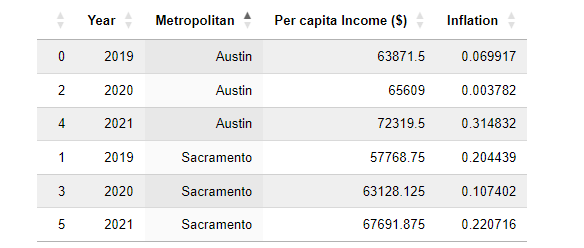 Year Metropolitan Per capita Income ($) Inflation
0 2019 Austin 63871.5 0.069917
2 2020 Austin 65609 0.003782
4 2021 Austin 72319.5 0.314832
1 2019 Sacramento 57768.75 0.204439
3 2020 Sacramento 63128.125 0.107402
5 2021 Sacramento 67691.875 0.220716